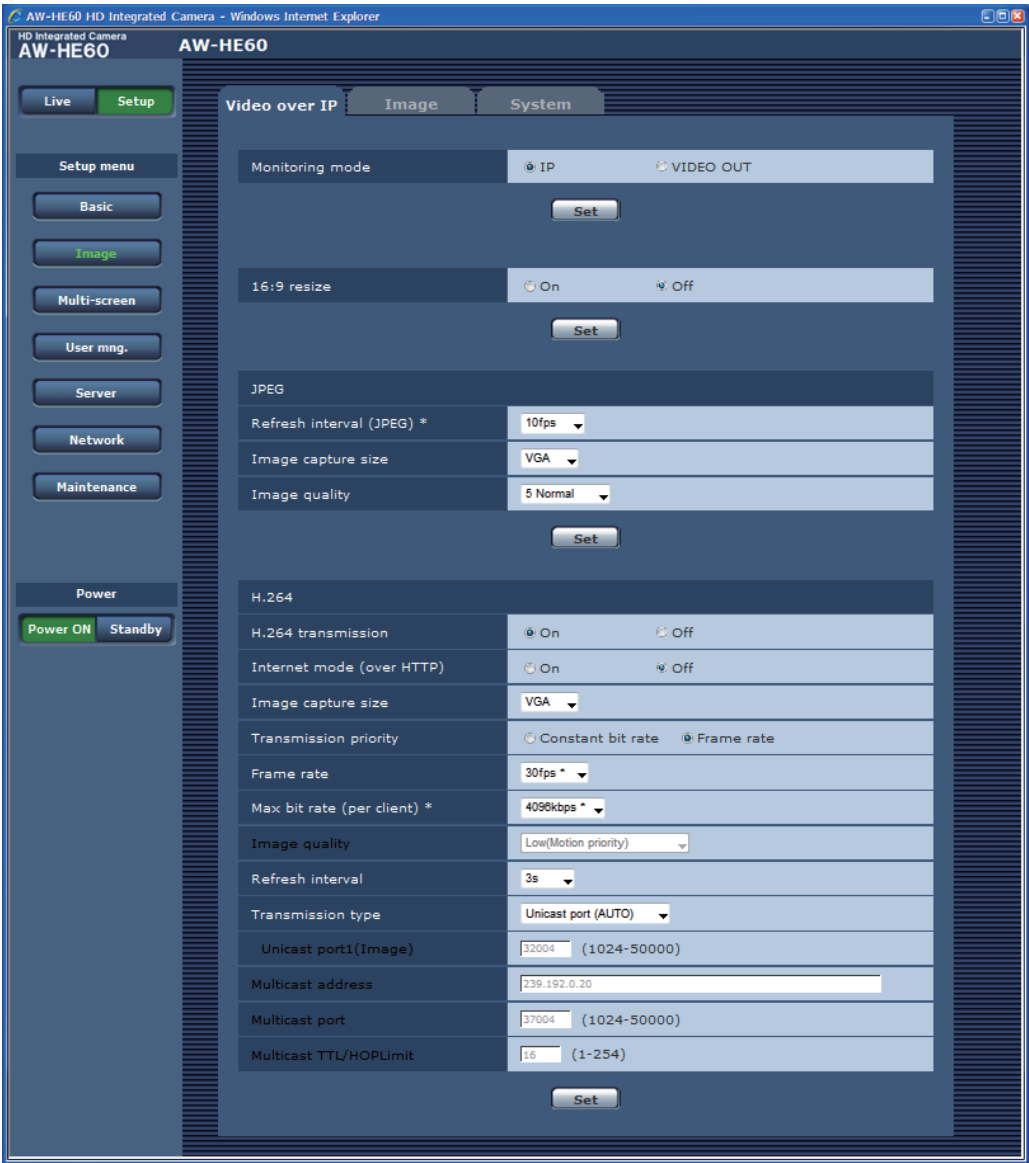 AW-HE60 HD Integrated Camera - Windows Internet Explorer
HD Integrated Camera
AW-HE60
AW-HE60
Live Setup
Setup menu
Basic
Image
Multi-screen
User mng.
Server
Network
Maintenance
Power
Power ON Standby
Video over IP Image System
Monitoring mode IP VIDEO OUT
Set
16:9 resize On Off
Set
JPEG
Refresh interval (JPEG) * 10fps
Image capture size VGA
Image quality 5 Normal
Set
H.264
H.264 transmission On Off
Internet mode (over HTTP) On Off
Image capture size VGA
Transmission priority Constant bit rate Frame rate
Frame rate 30fps *
Max bit rate (per client) * 4096kbps *
Image quality Low(Motion priority)
Refresh interval 3s
Transmission type Unicast port (AUTO)
Unicast port1(Image) 32004 (1024-50000)
Multicast address 239.192.0.20
Multicast port 37004 (1024-50000)
Multicast TTL/HOPLimit 16 (1-254)
Set